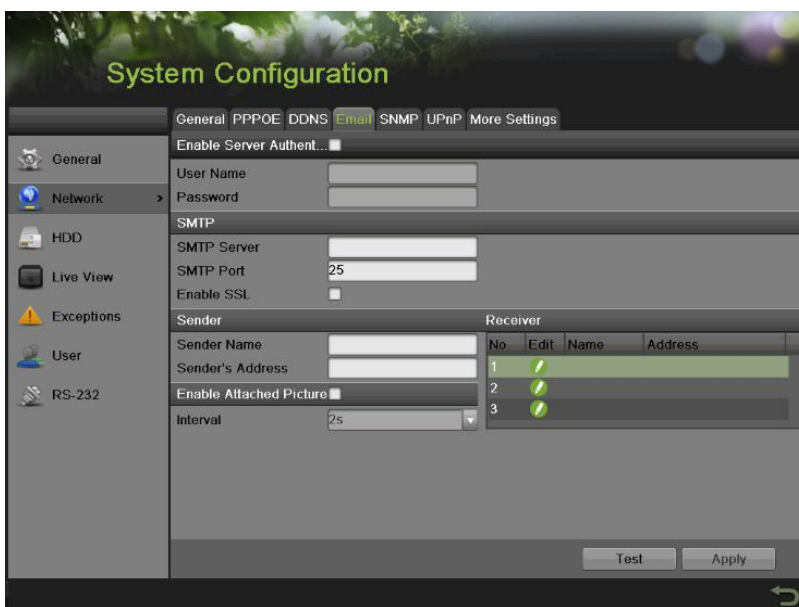 System Configuration
General PPPOE DDNS Email SNMP UPnP More Settings
General
Network
HDD
Live View
Exceptions
User
RS-232
Enable Server Authent...
User Name
Password
SMTP
SMTP Server
SMTP Port 25
Enable SSL
Sender
Sender Name
Sender's Address
Enable Attached Picture
Interval 2s
Receiver
No. Edit Name Address
1
2
3
Test Apply